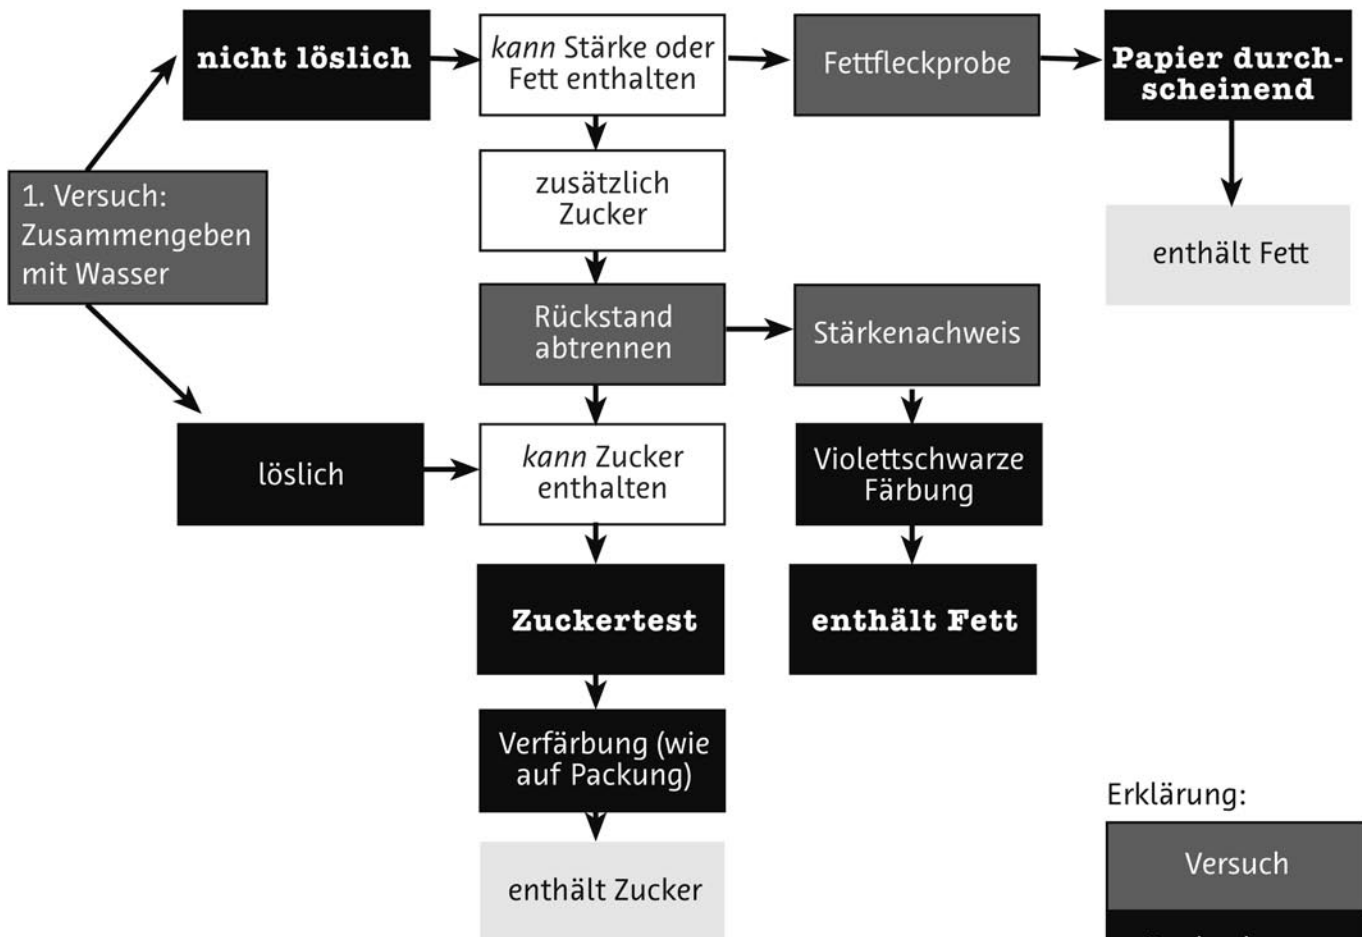 nicht löslich
kann Stärke oder
Fett enthalten
Fettfleckprobe
Papier durch-
scheinend
1. Versuch:
Zusammengeben
mit Wasser
zusätzlich
Zucker
enthält Fett
Rückstand
abtrennen
Stärkenachweis
löslich
kann Zucker
enthalten
Violettschwarze
Färbung
Zuckertest
enthält Fett
Verfärbung (wie
auf Packung)
enthält Zucker
Erklärung:
Versuch